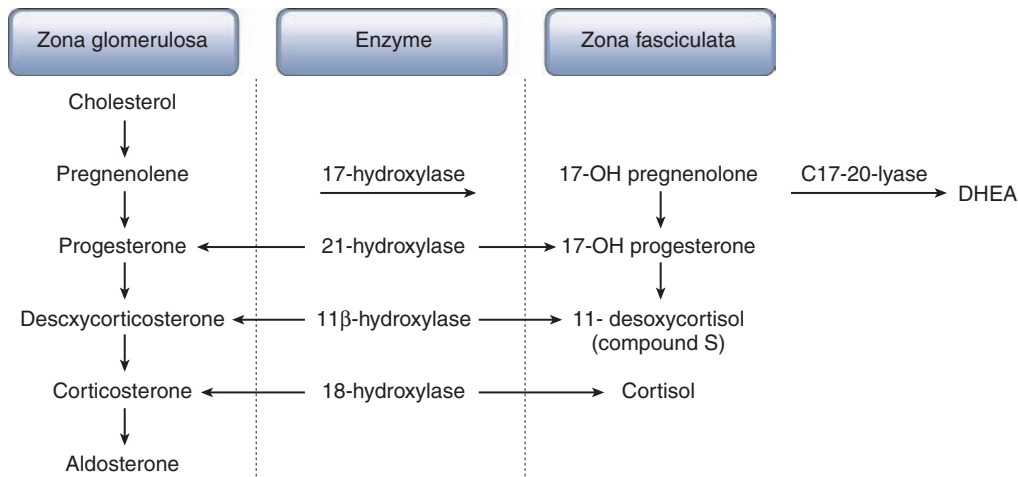 Zona glomerulosa
Enzyme
Zona fasciculata
Cholesterol
Pregnenolene
17-hydroxylase
17-OH pregnenolone
C17-20-lyase
DHEA
Progesterone
21-hydroxylase
17-OH progesterone
Descxycorticosterone
11β-hydroxylase
11- desoxycortisol
(compound S)
Corticosterone
18-hydroxylase
Cortisol
Aldosterone